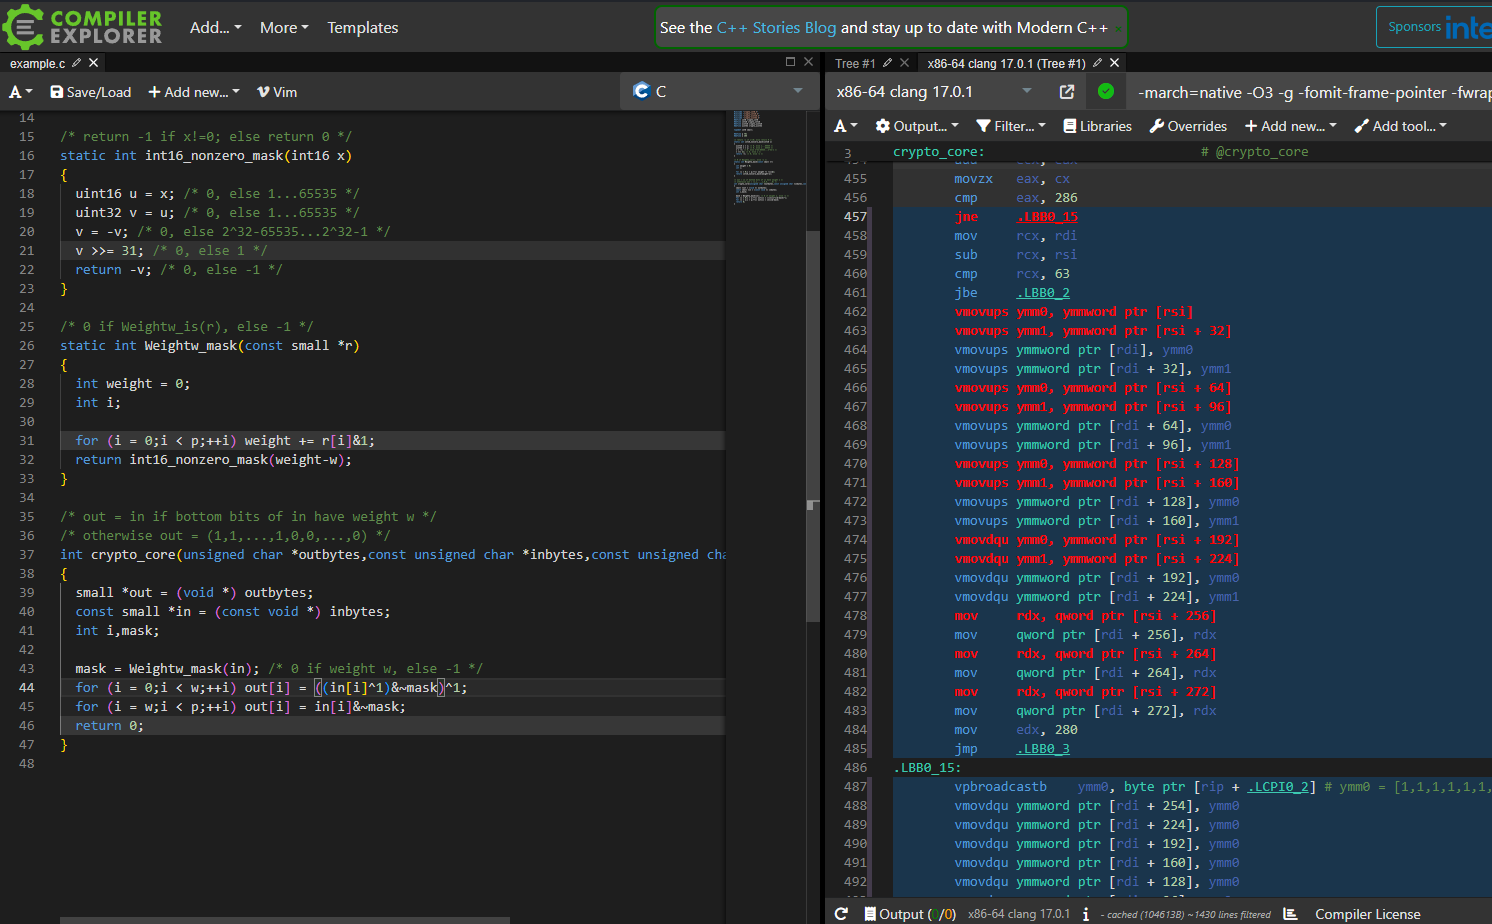 COMPILER
EXPLORER
Add...
More
Templates
See the C++ Stories Blog and stay up to date with Modern C++
Sponsors
example.c
A
Save/Load
+ Add new...
Vim
C
14
15 /* return -1 if x!=0; else return 0 */
16 static int int16_nonzero_mask(int16 x)
17 {
18 uint16 u = x; /* 0, else 1...65535 */
19 uint32 v = u; /* 0, else 1...65535 */
20 v = -v; /* 0, else 2^32-65535...2^32-1 */
21 v >>= 31; /* 0, else 1 */
22 return -v; /* 0, else -1 */
23 }
24
25 /* 0 if Weightw_is(r), else -1 */
26 static int Weightw_mask(const small *r)
27 {
28 int weight = 0;
29 int i;
30
31 for (i = 0;i < p;++i) weight += r[i]&1;
32 return int16_nonzero_mask(weight-w);
33 }
34
35 /* out = in if bottom bits of in have weight w */
36 /* otherwise out = (1,1,...,1,0,0,...,0) */
37 int crypto_core(unsigned char *outbytes,const unsigned char *inbytes,const unsigned cha
38 {
39 small *out = (void *) outbytes;
40 const small *in = (const void *) inbytes;
41 int i,mask;
42
43 mask = Weightw_mask(in); /* 0 if weight w, else -1 */
44 for (i = 0;i < w;++i) out[i] = ((in[i]^1)&~mask)^1;
45 for (i = w;i < p;++i) out[i] = in[i]&~mask;
46 return 0;
47 }
48
Tree #1
x86-64 clang 17.0.1 (Tree #1)
x86-64 clang 17.0.1
-march=native -O3 -g -fomit-frame-pointer -fwrap
A
Output...
Filter...
Libraries
Overrides
+ Add new...
Add tool...
3 crypto_core: # @crypto_core
455 movzx eax, cx
456 cmp eax, 286
457 jne .LBB0_15
458 mov rcx, rdi
459 sub rcx, rsi
460 cmp rcx, 63
461 jbe .LBB0_2
462 vmovups ymm0, ymmword ptr [rsi]
463 vmovups ymm1, ymmword ptr [rsi + 32]
464 vmovups ymmword ptr [rdi], ymm0
465 vmovups ymmword ptr [rdi + 32], ymm1
466 vmovups ymm0, ymmword ptr [rsi + 64]
467 vmovups ymm1, ymmword ptr [rsi + 96]
468 vmovups ymmword ptr [rdi + 64], ymm0
469 vmovups ymmword ptr [rdi + 96], ymm1
470 vmovups ymm0, ymmword ptr [rsi + 128]
471 vmovups ymm1, ymmword ptr [rsi + 160]
472 vmovups ymmword ptr [rdi + 128], ymm0
473 vmovups ymmword ptr [rdi + 160], ymm1
474 vmovdqu ymm0, ymmword ptr [rsi + 192]
475 vmovdqu ymm1, ymmword ptr [rsi + 224]
476 vmovdqu ymmword ptr [rdi + 192], ymm0
477 vmovdqu ymmword ptr [rdi + 224], ymm1
478 mov rdx, qword ptr [rsi + 256]
479 mov qword ptr [rdi + 256], rdx
480 mov rdx, qword ptr [rsi + 264]
481 mov qword ptr [rdi + 264], rdx
482 mov rdx, qword ptr [rsi + 272]
483 mov qword ptr [rdi + 272], rdx
484 mov edx, 280
485 jmp .LBB0_3
486 .LBB0_15:
487 vpbroadcastb ymm0, byte ptr [rip + .LCPI0_2] # ymm0 = [1,1,1,1,1,1,
488 vmovdqu ymmword ptr [rdi + 254], ymm0
489 vmovdqu ymmword ptr [rdi + 224], ymm0
490 vmovdqu ymmword ptr [rdi + 192], ymm0
491 vmovdqu ymmword ptr [rdi + 160], ymm0
492 vmovdqu ymmword ptr [rdi + 128], ymm0
Output (0/0) x86-64 clang 17.0.1 i - cached (104613B) ~1430 lines filtered Compiler License